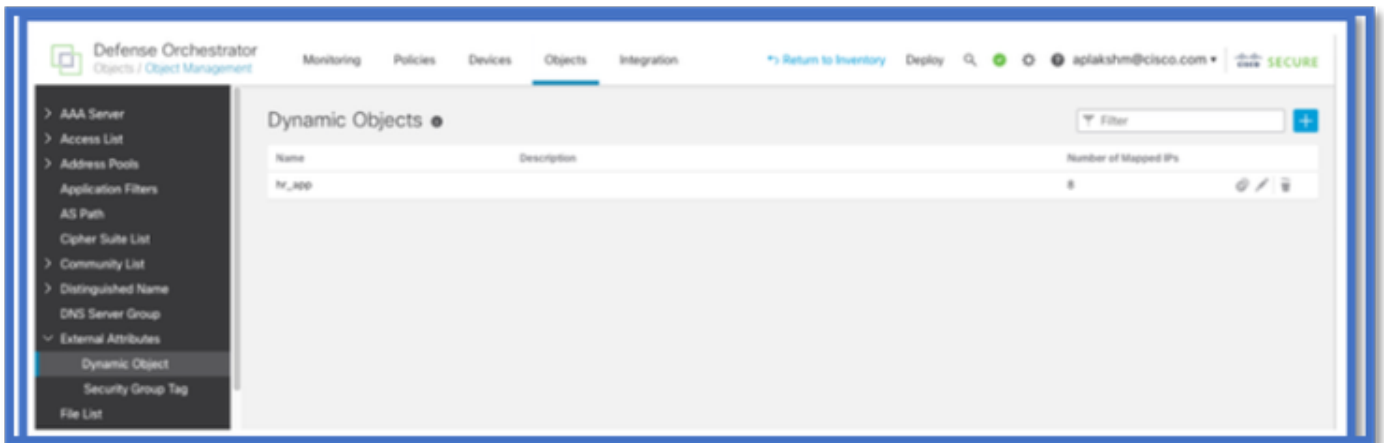 Defense Orchestrator
Objects / Object Management
Monitoring Policies Devices Objects Integration
Return to Inventory Deploy aplakshm@cisco.com
cisco SECURE
AAA Server
Access List
Address Pools
Application Filters
AS Path
Cipher Suite List
Community List
Distinguished Name
DNS Server Group
External Attributes
Dynamic Object
Security Group Tag
File List
Dynamic Objects
Filter
Name Description Number of Mapped IPs
hr_app 8